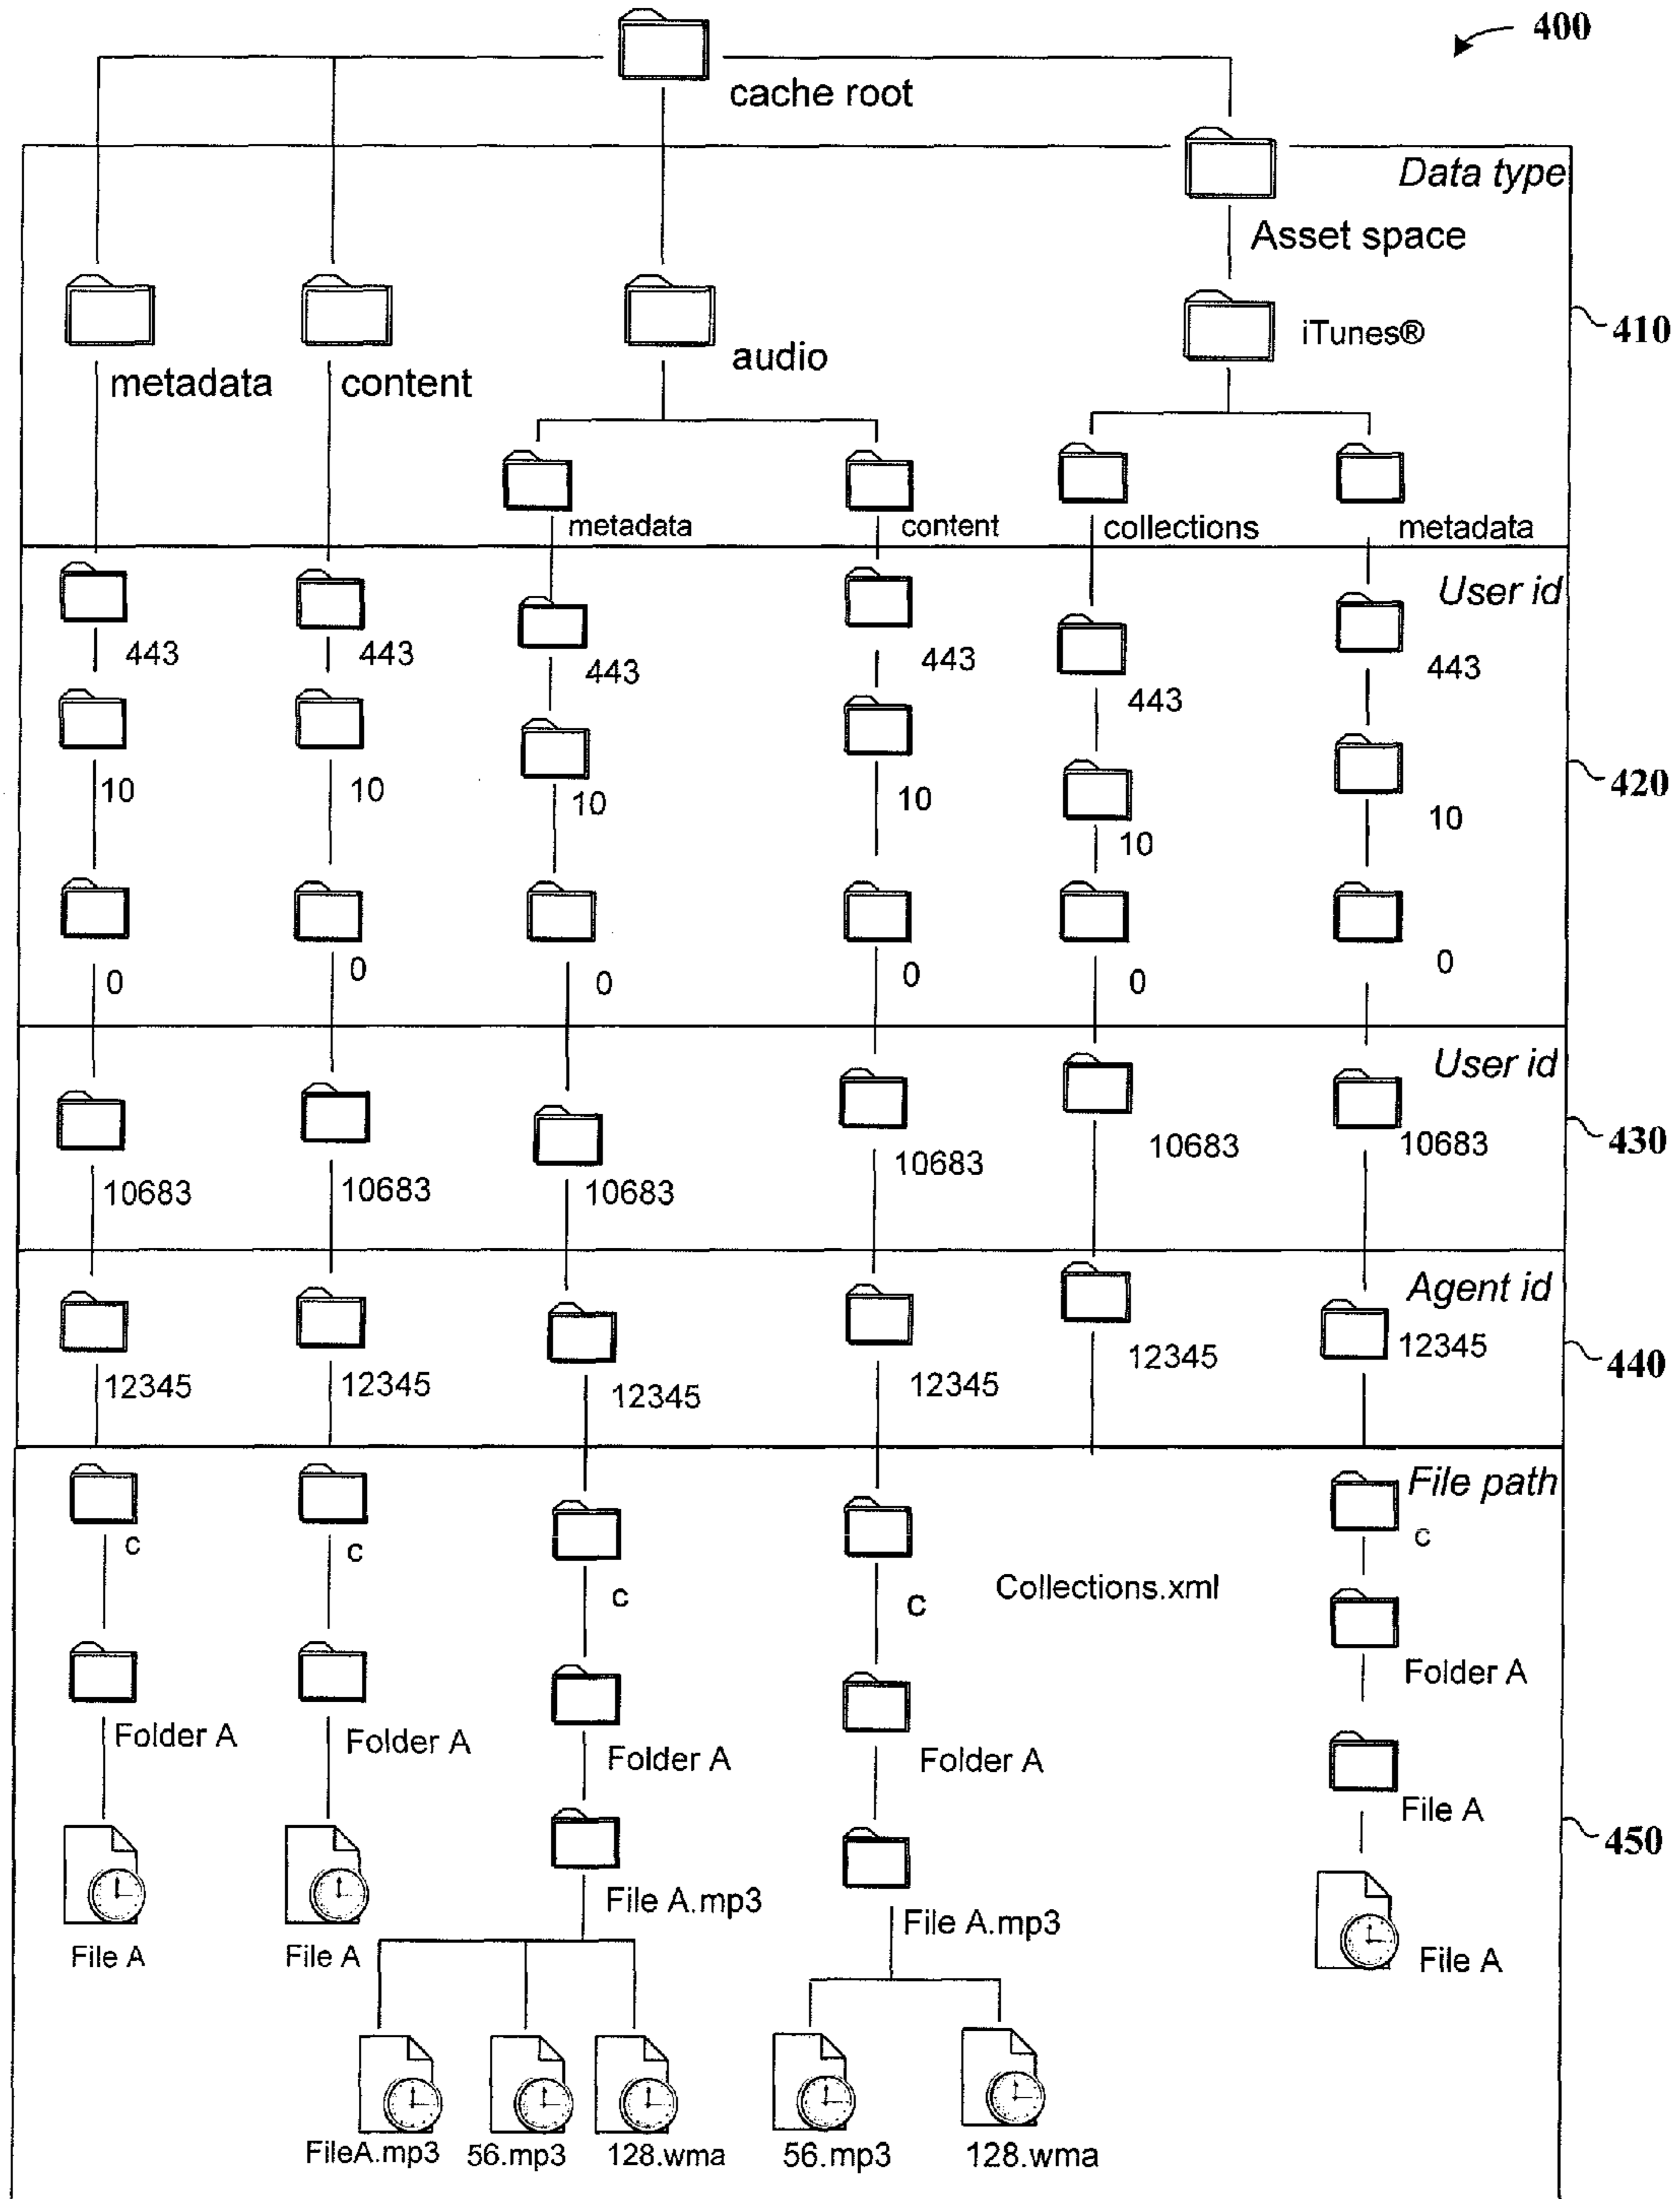 400
cache root
Data type
Asset space
iTunes®
410
audio
metadata
content
metadata
content
collections
metadata
User id
443
443
443
443
443
443
420
10
10
10
10
10
10
0
0
0
0
0
0
User id
430
10683
10683
10683
10683
10683
10683
Agent id
12345
12345
12345
12345
12345
12345
440
File path
c
c
c
c
c
Collections.xml
Folder A
Folder A
Folder A
Folder A
Folder A
File A
450
File A.mp3
File A.mp3
File A
File A
File A
FileA.mp3
56.mp3
128.wma
56.mp3
128.wma